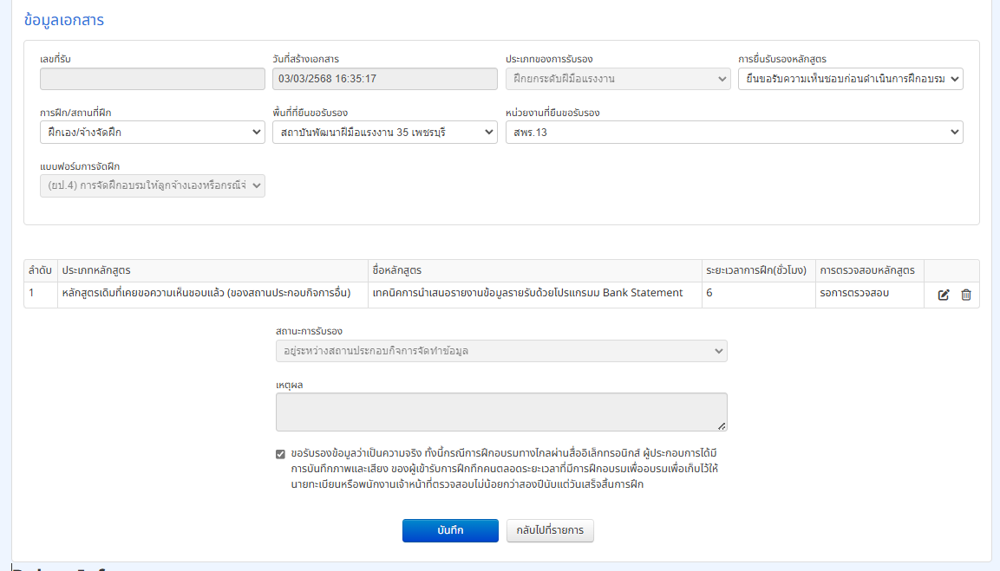 ข้อมูลเอกสาร
เลขที่รับ วันที่สร้างเอกสาร ประเภทของการรับรอง การยื่นรับรองหลักสูตร
03/03/2568 16:35:17 ฝึกยกระดับฝีมือแรงงาน ยื่นขอรับความเห็นชอบก่อนดำเนินการฝึกอบรม
การฝึก/สถานที่ฝึก พื้นที่ที่ยื่นขอรับรอง หน่วยงานที่ยื่นขอรับรอง
ฝึกเอง/จ้างจัดฝึก สถาบันพัฒนาฝีมือแรงงาน 35 เพชรบุรี สพร.13
แบบฟอร์มการจัดฝึก
(ยป.4) การจัดฝึกอบรมให้ลูกจ้างเองหรือกรณีจ้
ลำดับ ประเภทหลักสูตร ชื่อหลักสูตร ระยะเวลาการฝึก(ชั่วโมง) การตรวจสอบหลักสูตร
1 หลักสูตรเดิมที่เคยขอความเห็นชอบแล้ว (ของสถานประกอบกิจการอื่น) เทคนิคการนำเสนอรายงานข้อมูลรายรับด้วยโปรแกรมม Bank Statement 6 รอการตรวจสอบ
สถานะการรับรอง
อยู่ระหว่างสถานประกอบกิจการจัดทำข้อมูล
เหตุผล
ขอรับรองข้อมูลว่าเป็นความจริง ทั้งนี้กรณีการฝึกอบรมทางไกลผ่านสื่ออิเล็กทรอนิกส์ ผู้ประกอบการได้มี
การบันทึกภาพและเสียง ของผู้เข้ารับการฝึกทึกคนตลอดระยะเวลาที่มีการฝึกอบรมเพื่ออบรมเพื่อเก็บไว้ให้
นายทะเบียนหรือพนักงานเจ้าหน้าที่ตรวจสอบไม่น้อยกว่าสองปีนับแต่วันเสร็จสิ้นการฝึก
บันทึก กลับไปที่รายการ